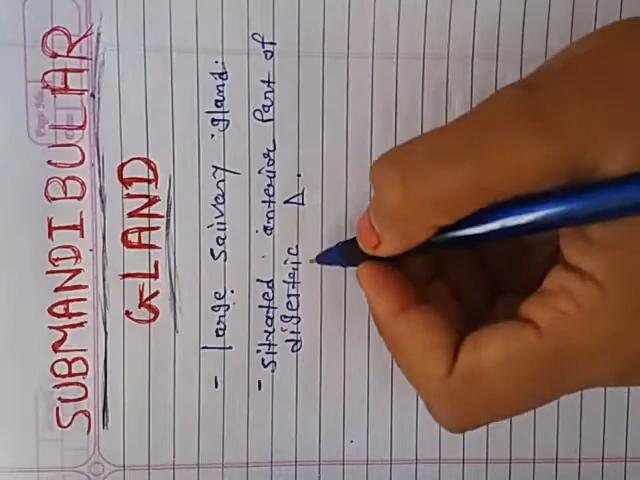 SUBMANDIBULAR
GLAND
- large salivary gland.
- situated anterior Part of
digastric Δ.